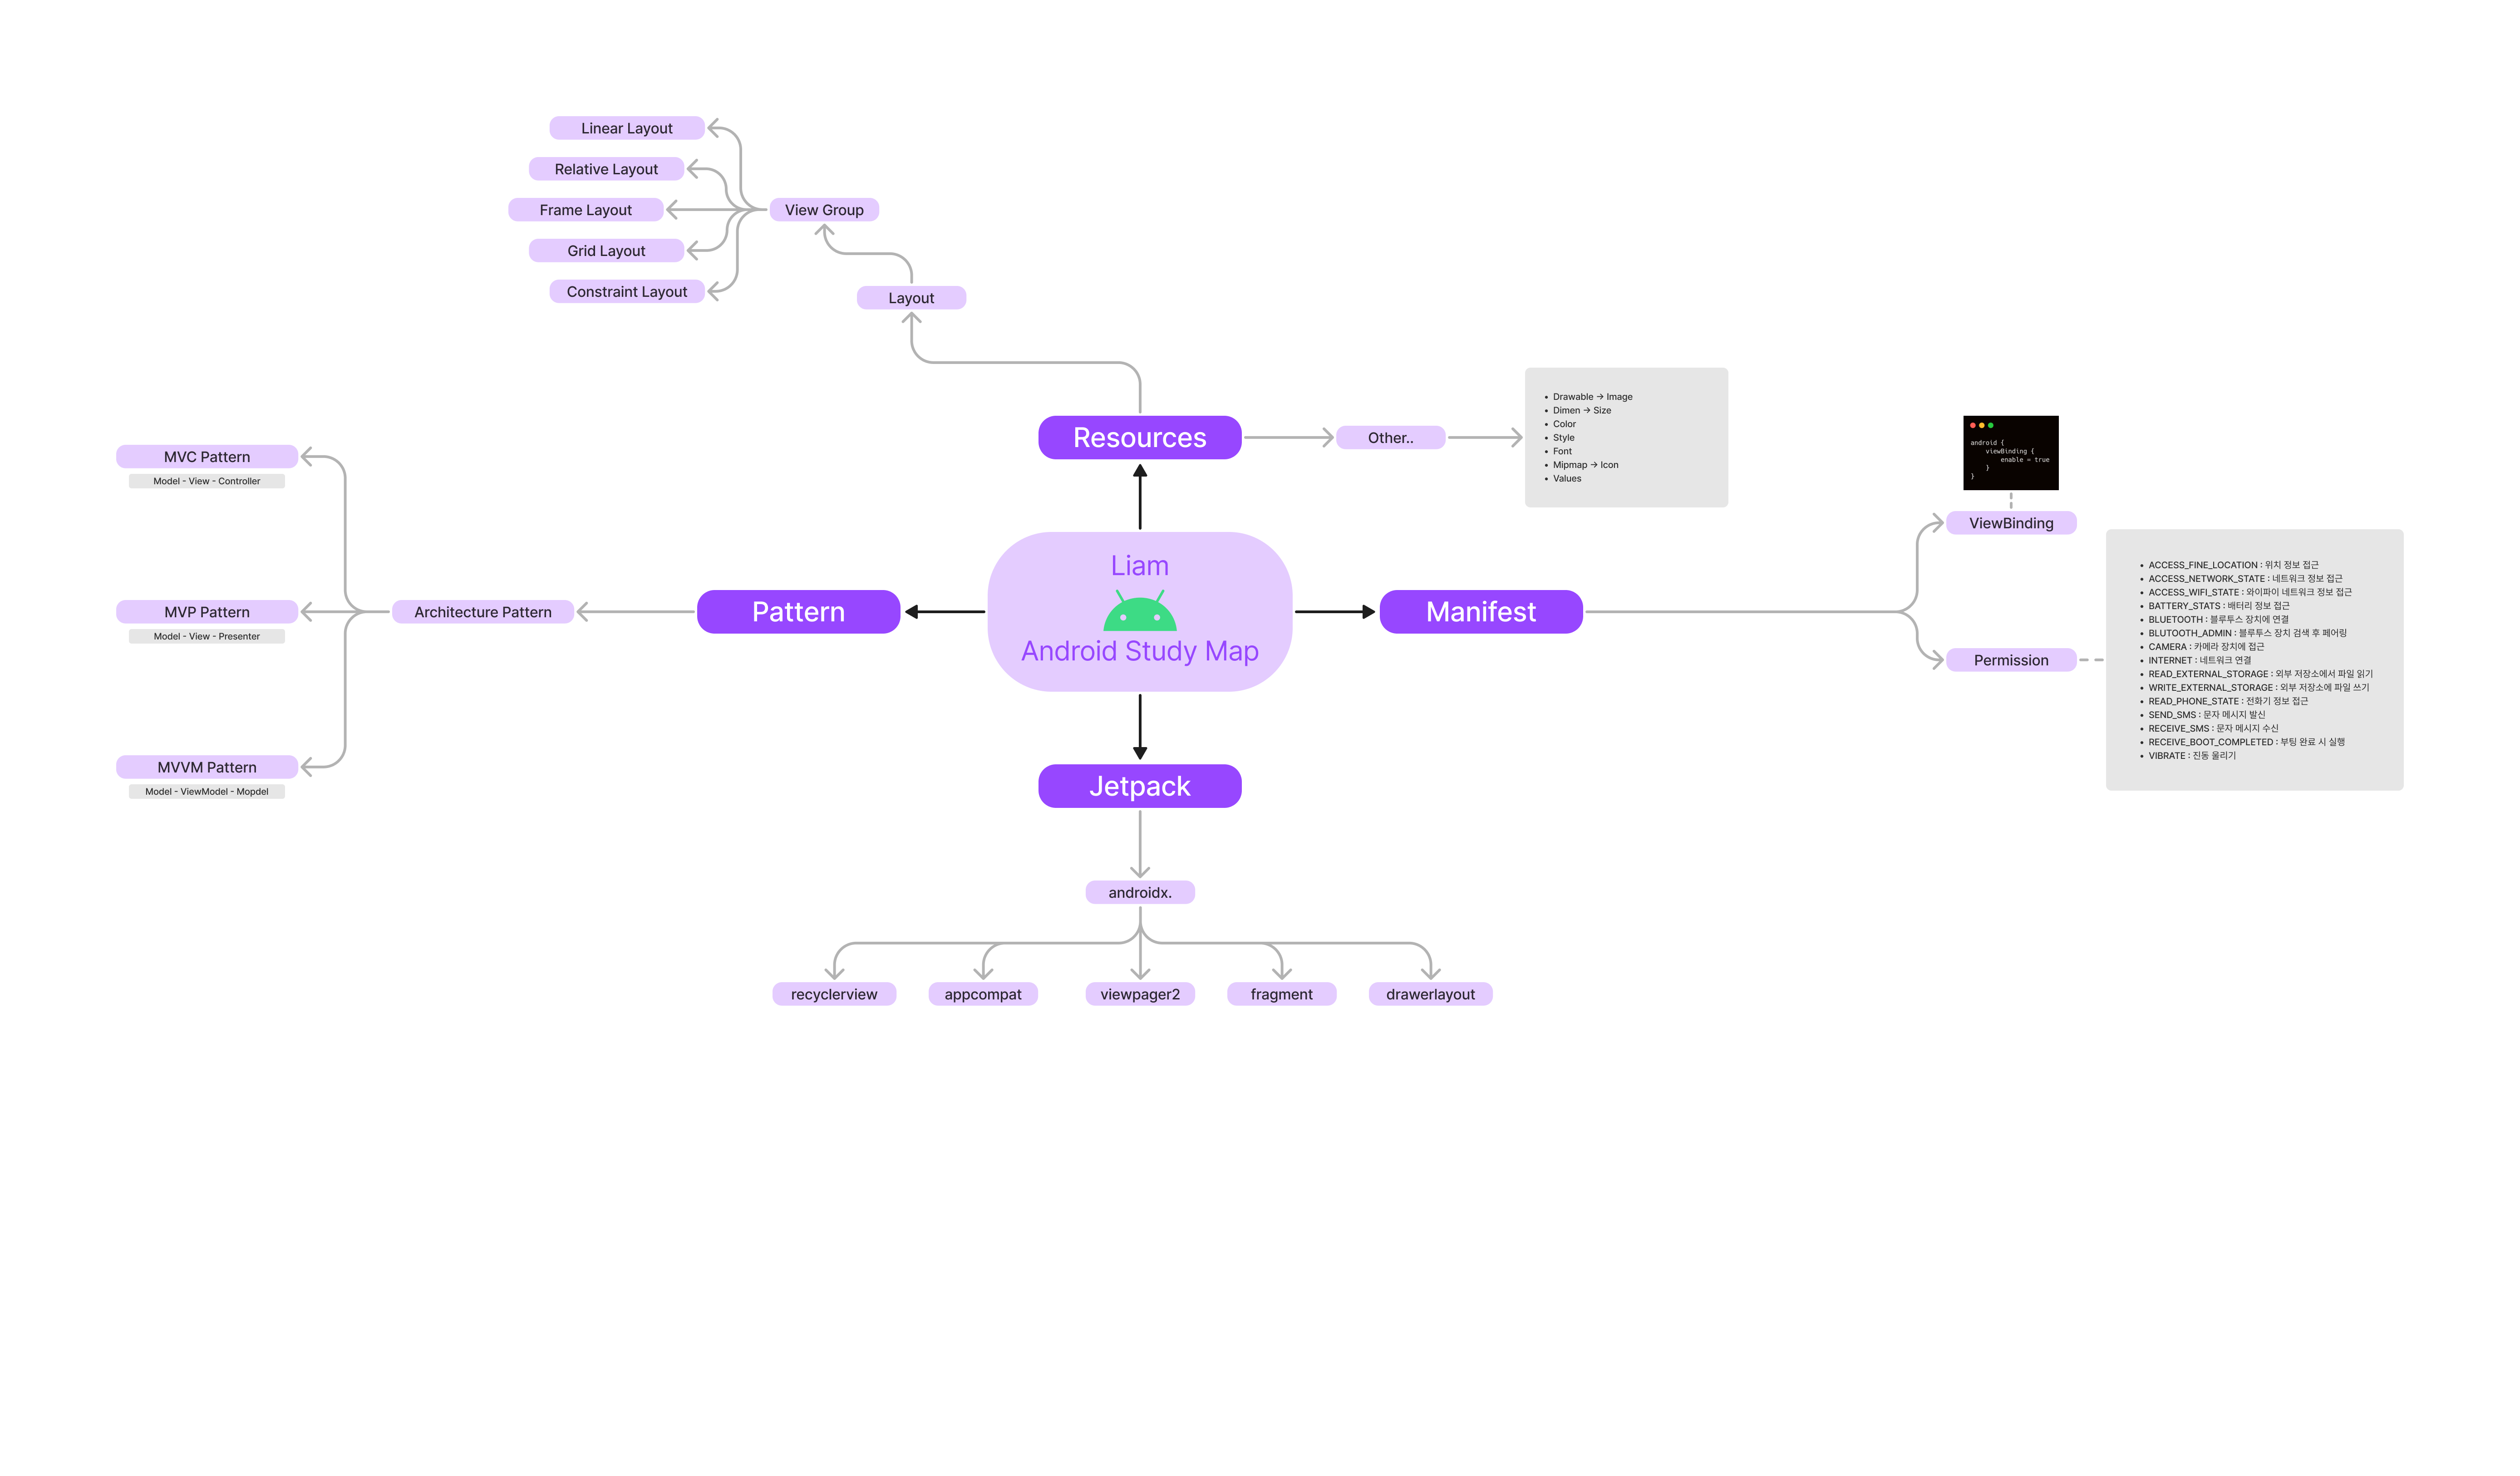 Linear Layout
Relative Layout
Frame Layout
Grid Layout
Constraint Layout
View Group
Layout
Resources
Other..
• Drawable → Image
• Dimen → Size
• Color
• Style
• Font
• Mipmap → Icon
• Values
MVC Pattern
Model - View - Controller
MVP Pattern
Model - View - Presenter
MVVM Pattern
Model - ViewModel - Mopdel
Architecture Pattern
Pattern
Liam
Android Study Map
Manifest
android {
    viewBinding {
        enable = true
    }
}
ViewBinding
Permission
• ACCESS_FINE_LOCATION : 위치 정보 접근
• ACCESS_NETWORK_STATE : 네트워크 정보 접근
• ACCESS_WIFI_STATE : 와이파이 네트워크 정보 접근
• BATTERY_STATS : 배터리 정보 접근
• BLUETOOTH : 블루투스 장치에 연결
• BLUTOOTH_ADMIN : 블루투스 장치 검색 후 페어링
• CAMERA : 카메라 장치에 접근
• INTERNET : 네트워크 연결
• READ_EXTERNAL_STORAGE : 외부 저장소에서 파일 읽기
• WRITE_EXTERNAL_STORAGE : 외부 저장소에 파일 쓰기
• READ_PHONE_STATE : 전화기 정보 접근
• SEND_SMS : 문자 메시지 발신
• RECEIVE_SMS : 문자 메시지 수신
• RECEIVE_BOOT_COMPLETED : 부팅 완료 시 실행
• VIBRATE : 진동 울리기
Jetpack
androidx.
recyclerview
appcompat
viewpager2
fragment
drawerlayout